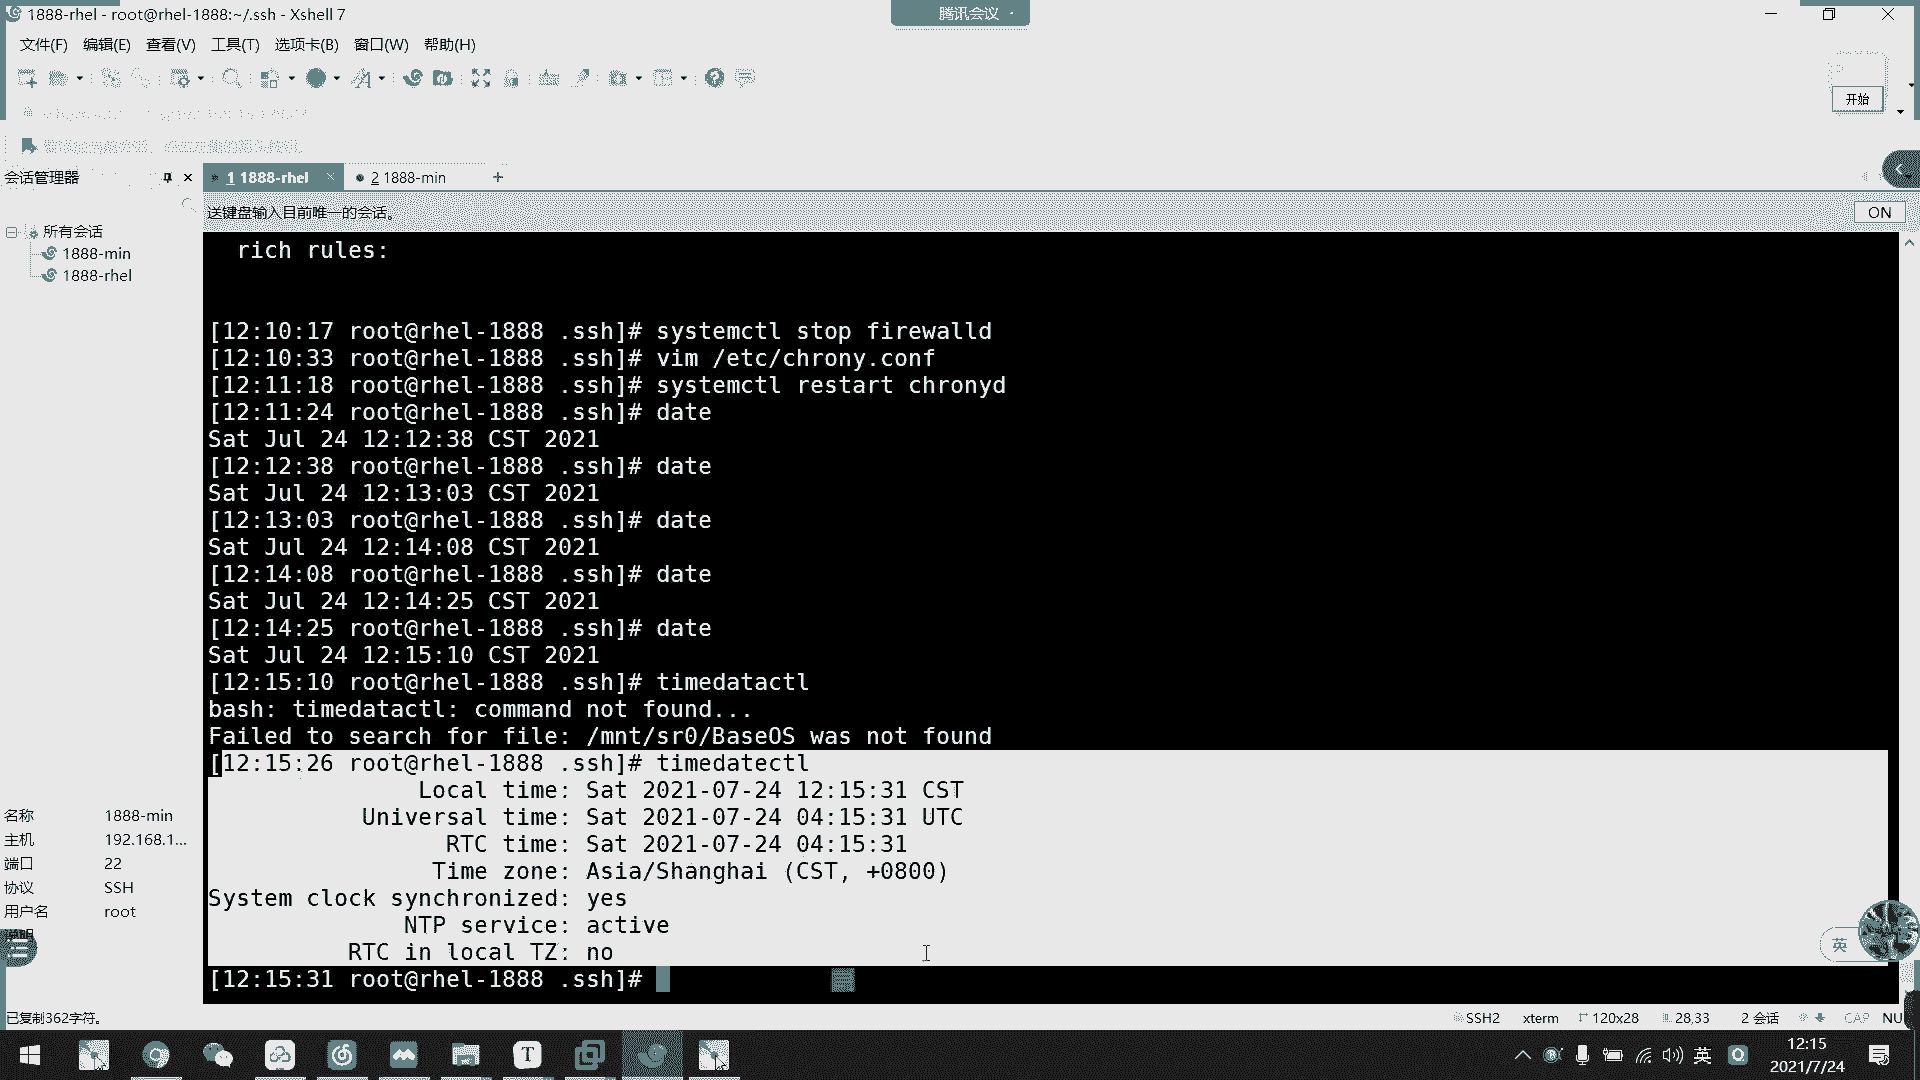 1888-rhel - root@rhel-1888:~/.ssh - Xshell 7
腾讯会议
文件(F) 编辑(E) 查看(V) 工具(T) 选项卡(B) 窗口(W) 帮助(H)
开始
会话管理器
1 1888-rhel
2 1888-min
送键盘输入目前唯一的会话。
ON
所有会话
1888-min
1888-rhel
rich rules:
[12:10:17 root@rhel-1888 .ssh]# systemctl stop firewalld
[12:10:33 root@rhel-1888 .ssh]# vim /etc/chrony.conf
[12:11:18 root@rhel-1888 .ssh]# systemctl restart chronyd
[12:11:24 root@rhel-1888 .ssh]# date
Sat Jul 24 12:12:38 CST 2021
[12:12:38 root@rhel-1888 .ssh]# date
Sat Jul 24 12:13:03 CST 2021
[12:13:03 root@rhel-1888 .ssh]# date
Sat Jul 24 12:14:08 CST 2021
[12:14:08 root@rhel-1888 .ssh]# date
Sat Jul 24 12:14:25 CST 2021
[12:14:25 root@rhel-1888 .ssh]# date
Sat Jul 24 12:15:10 CST 2021
[12:15:10 root@rhel-1888 .ssh]# timedatactl
bash: timedatactl: command not found...
Failed to search for file: /mnt/sr0/BaseOS was not found
[12:15:26 root@rhel-1888 .ssh]# timedatectl
Local time: Sat 2021-07-24 12:15:31 CST
Universal time: Sat 2021-07-24 04:15:31 UTC
RTC time: Sat 2021-07-24 04:15:31
Time zone: Asia/Shanghai (CST, +0800)
System clock synchronized: yes
NTP service: active
RTC in local TZ: no
[12:15:31 root@rhel-1888 .ssh]#
名称 1888-min
主机 192.168.1...
端口 22
协议 SSH
用户名 root
说明
英
已复制362字符。
SSH2 xterm 120x28 28,33 2 会话 CAP NU
英
12:15
2021/7/24